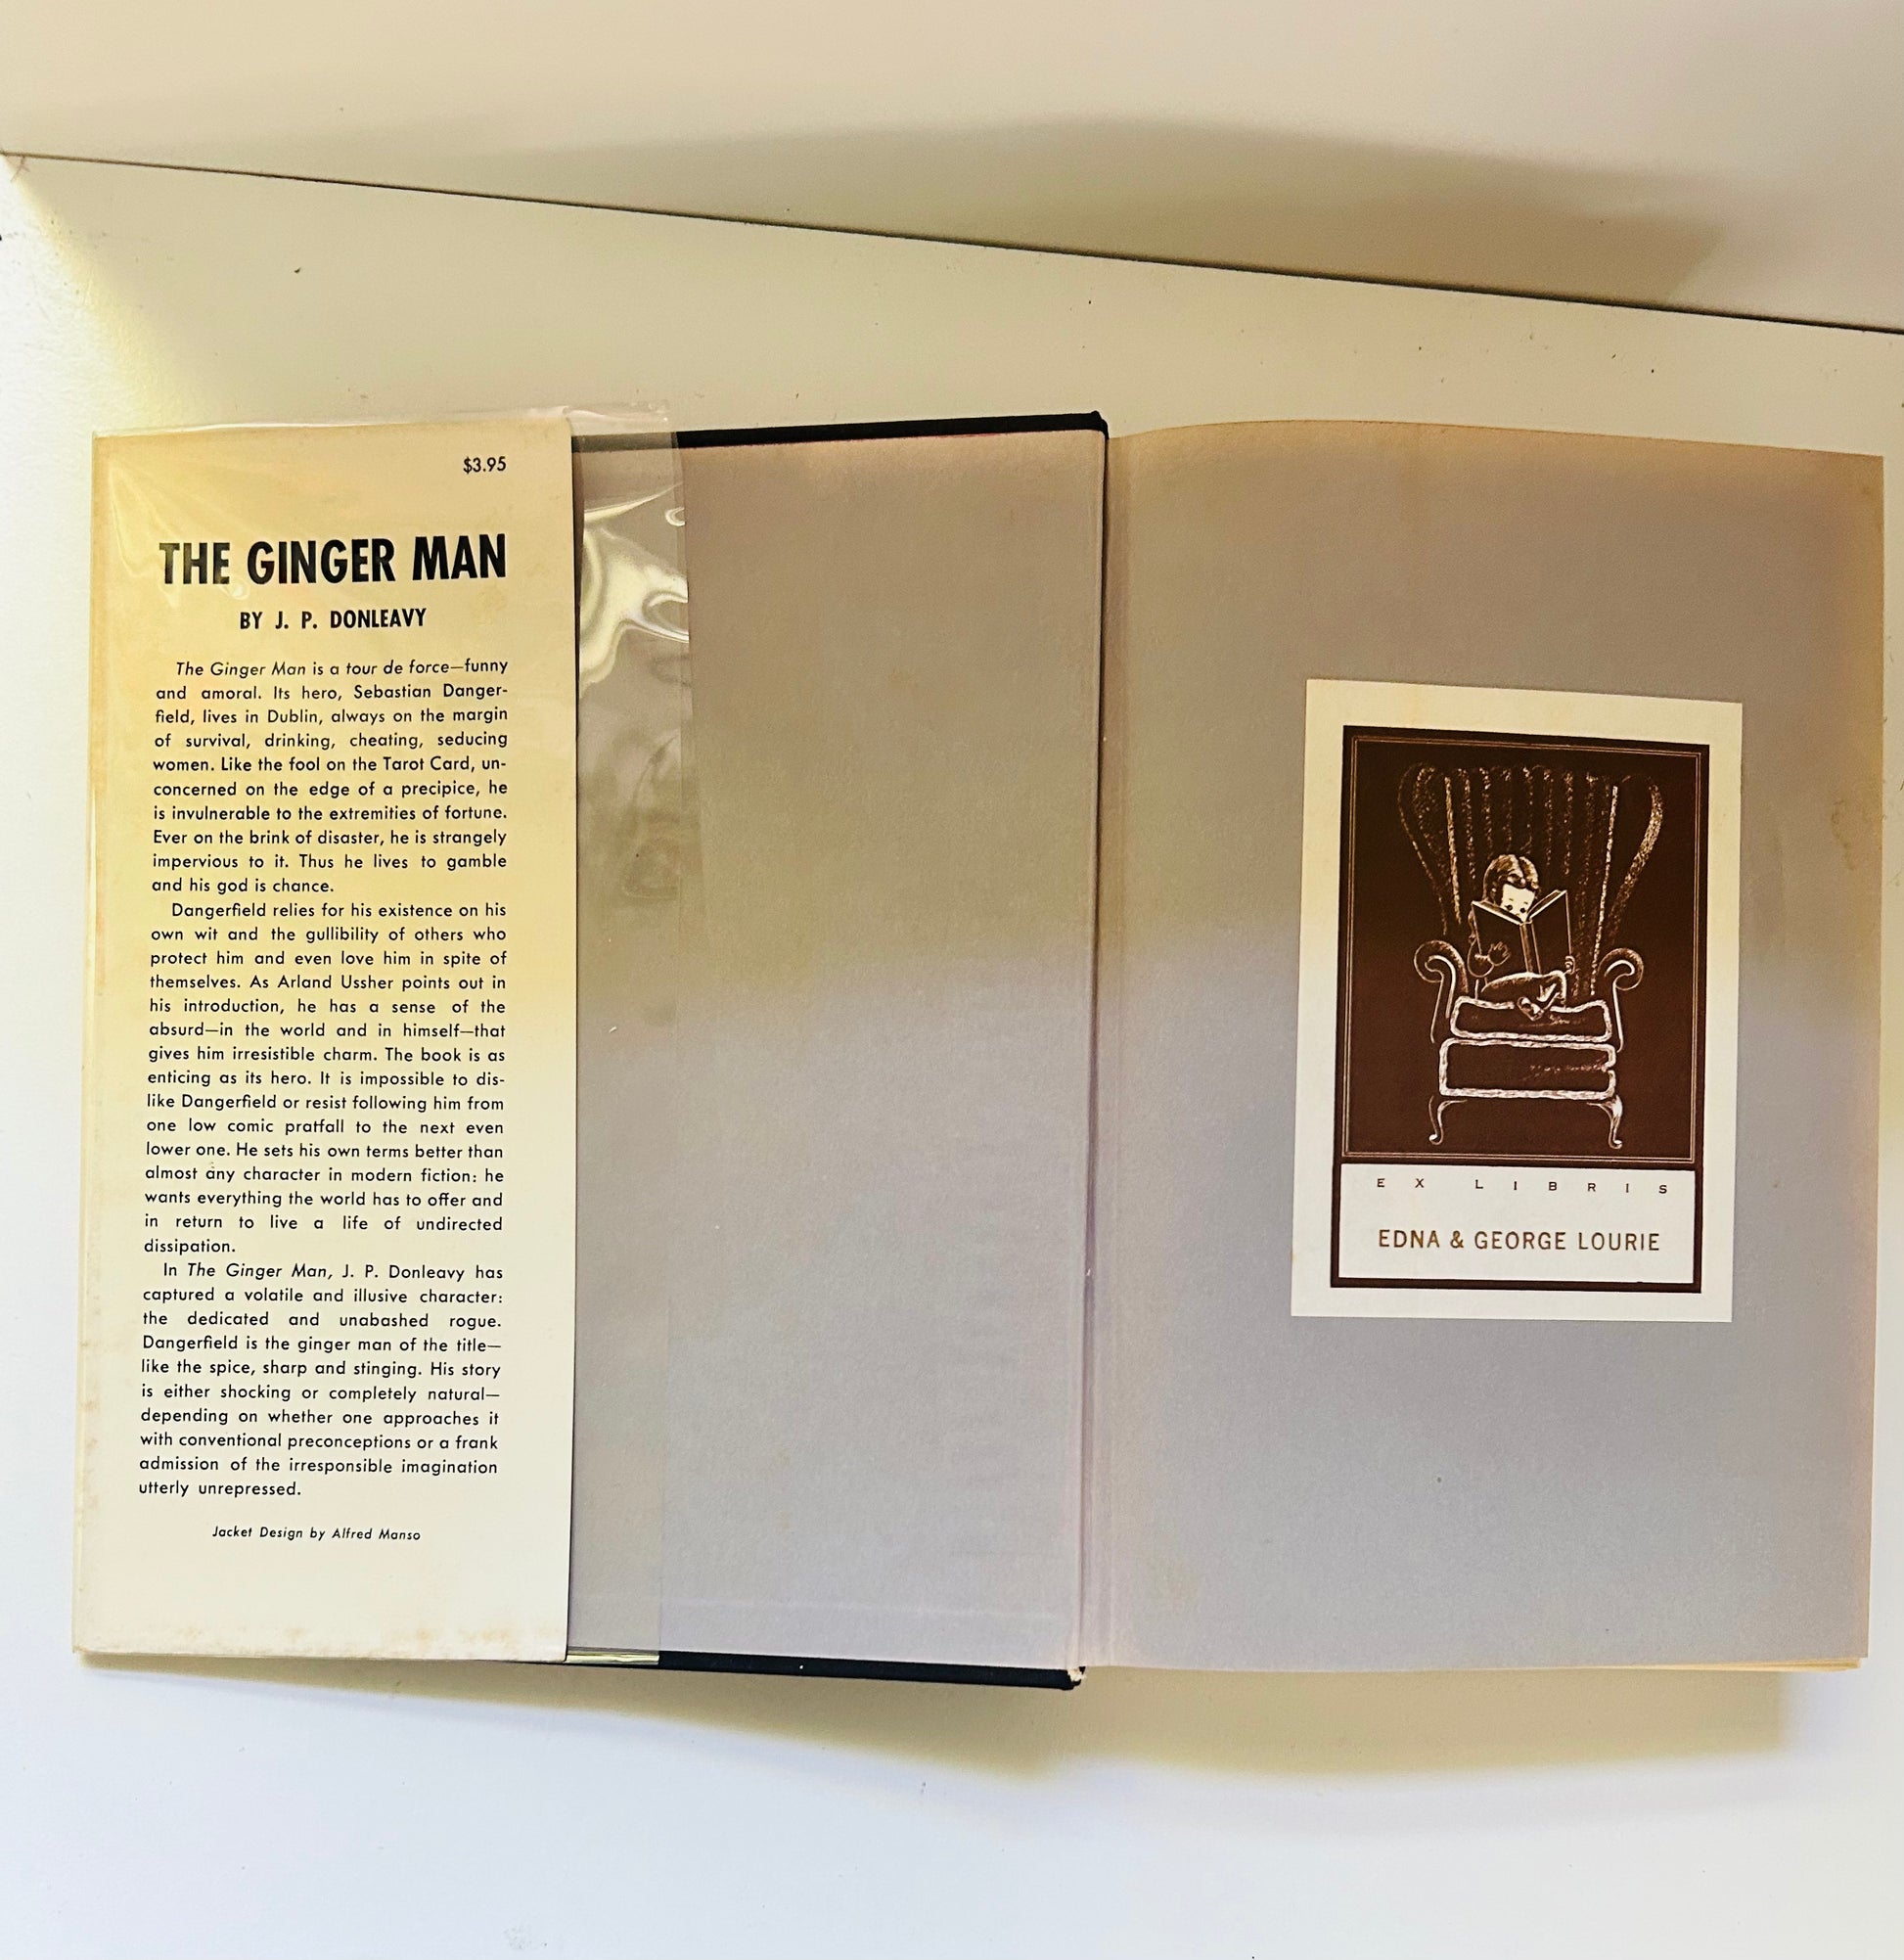 $3.95
THE GINGER MAN
BY J. P. DONLEAVY
The Ginger Man is a tour de force—funny
and amoral. Its hero, Sebastian Danger-
field, lives in Dublin, always on the margin
of survival, drinking, cheating, seducing
women. Like the fool on the Tarot Card, un-
concerned on the edge of a precipice, he
is invulnerable to the extremities of fortune.
Ever on the brink of disaster, he is strangely
impervious to it. Thus he lives to gamble
and his god is chance.
Dangerfield relies for his existence on his
own wit and the gullibility of others who
protect him and even love him in spite of
themselves. As Arland Ussher points out in
his introduction, he has a sense of the
absurd—in the world and in himself—that
gives him irresistible charm. The book is as
enticing as its hero. It is impossible to dis-
like Dangerfield or resist following him from
one low comic pratfall to the next even
lower one. He sets his own terms better than
almost any character in modern fiction: he
wants everything the world has to offer and
in return to live a life of undirected
dissipation.
In The Ginger Man, J. P. Donleavy has
captured a volatile and illusive character:
the dedicated and unabashed rogue.
Dangerfield is the ginger man of the title—
like the spice, sharp and stinging. His story
is either shocking or completely natural—
depending on whether one approaches it
with conventional preconceptions or a frank
admission of the irresponsible imagination
utterly unrepressed.
Jacket Design by Alfred Manso
EX LIBRIS
EDNA & GEORGE LOURIE